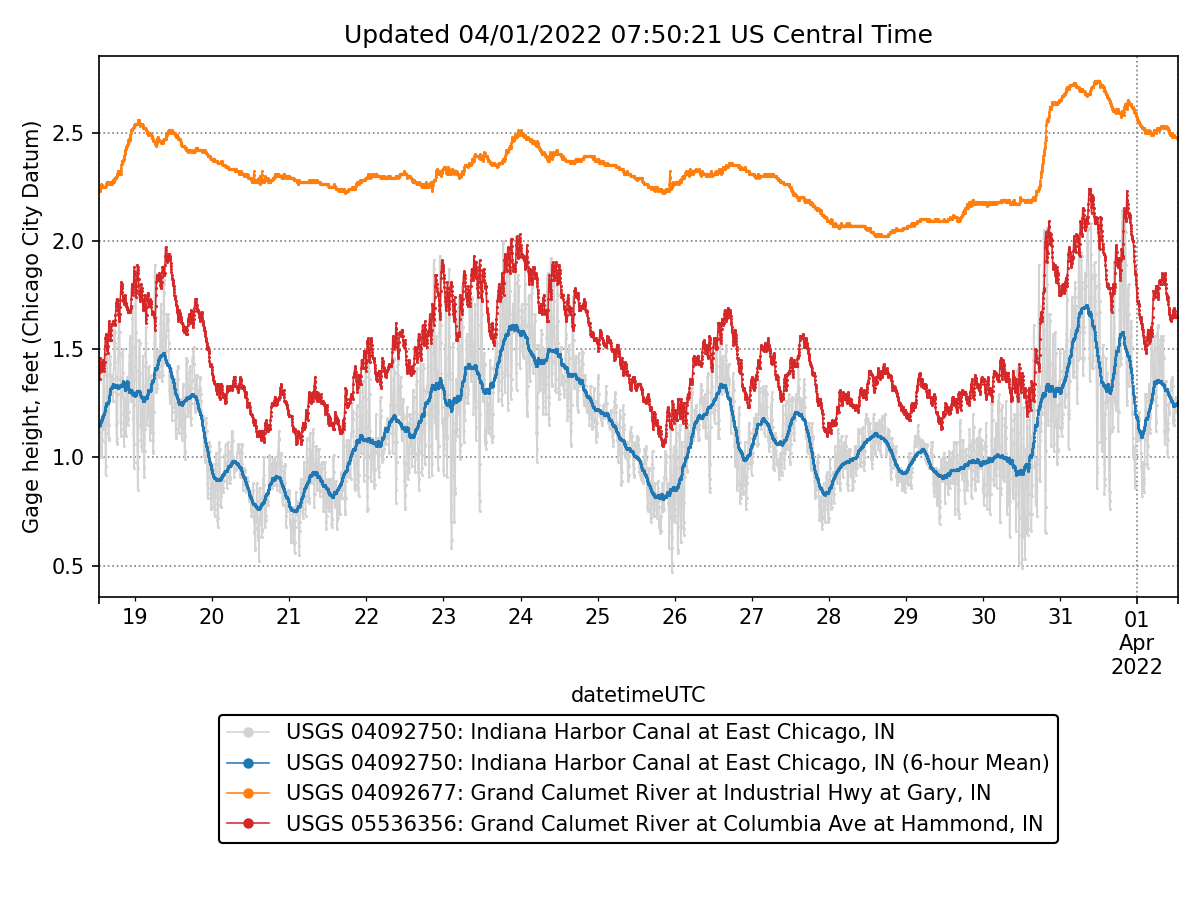 Updated 04/01/2022 07:50:21 US Central Time
Gage height, feet (Chicago City Datum)
2.5
2.0
1.5
1.0
0.5
19 20 21 22 23 24 25 26 27 28 29 30 31 01
Apr
2022
datetimeUTC
USGS 04092750: Indiana Harbor Canal at East Chicago, IN
USGS 04092750: Indiana Harbor Canal at East Chicago, IN (6-hour Mean)
USGS 04092677: Grand Calumet River at Industrial Hwy at Gary, IN
USGS 05536356: Grand Calumet River at Columbia Ave at Hammond, IN